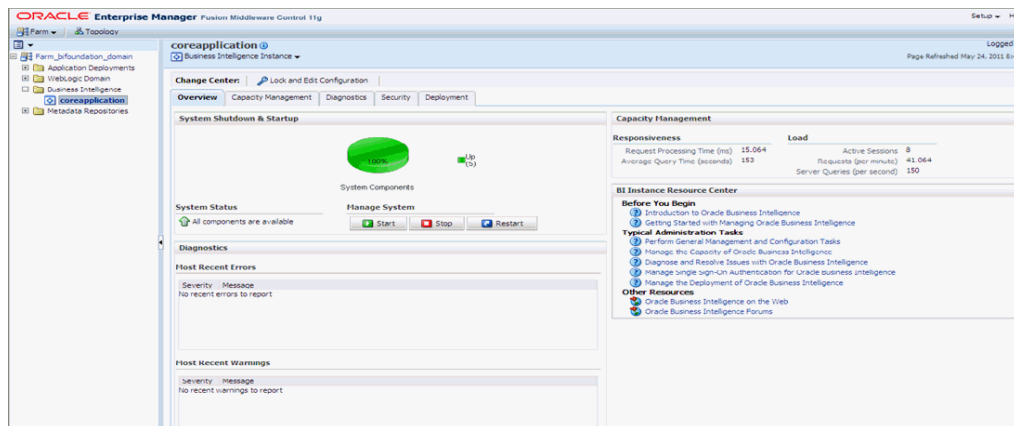 ORACLE Enterprise Manager Fusion Middleware Control 11g
Setup
Farm
Topology
Farm_bifoundation_domain
Application Deployments
WebLogic Domain
Business Intelligence
coreapplication
Metadata Repositories
coreapplication
Logged
Business Intelligence Instance
Page Refreshed May 24, 2011
Change Center: Lock and Edit Configuration
Overview Capacity Management Diagnostics Security Deployment
System Shutdown & Startup
100%
Up
(5)
System Components
System Status
All components are available
Manage System
Start Stop Restart
Diagnostics
Most Recent Errors
Severity Message
No recent errors to report
Most Recent Warnings
Severity Message
No recent warnings to report
Capacity Management
Responsiveness
Request Processing Time (ms) 15.064
Average Query Time (seconds) 153
Load
Active Sessions 8
Requests (per minute) 41.064
Server Queries (per second) 150
BI Instance Resource Center
Before You Begin
Introduction to Oracle Business Intelligence
Getting Started with Managing Oracle Business Intelligence
Typical Administration Tasks
Perform General Management and Configuration Tasks
Manage the Capacity of Oracle Business Intelligence
Diagnose and Resolve Issues with Oracle Business Intelligence
Manage Single Sign-On Authentication for Oracle Business Intelligence
Manage the Deployment of Oracle Business Intelligence
Other Resources
Oracle Business Intelligence on the Web
Oracle Business Intelligence Forums